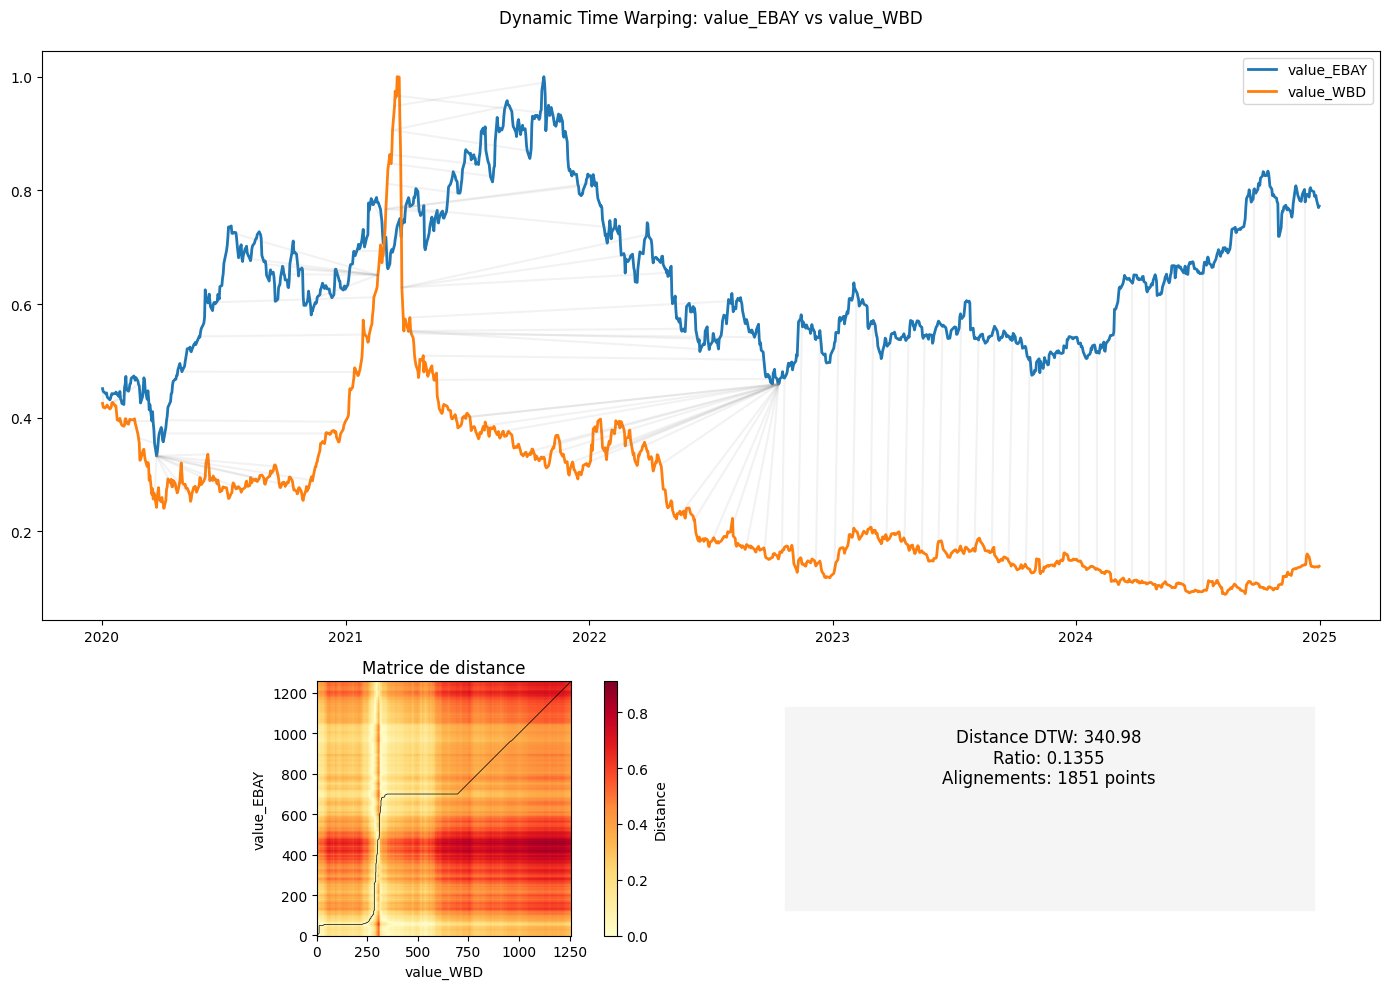 Dynamic Time Warping: value_EBAY vs value_WBD
value_EBAY
value_WBD
1.0
0.8
0.6
0.4
0.2
2020 2021 2022 2023 2024 2025
Matrice de distance
value_EBAY
1200
1000
800
600
400
200
0
0 250 500 750 1000 1250
value_WBD
0.8
0.6
0.4
0.2
0.0
Distance
Distance DTW: 340.98
Ratio: 0.1355
Alignements: 1851 points